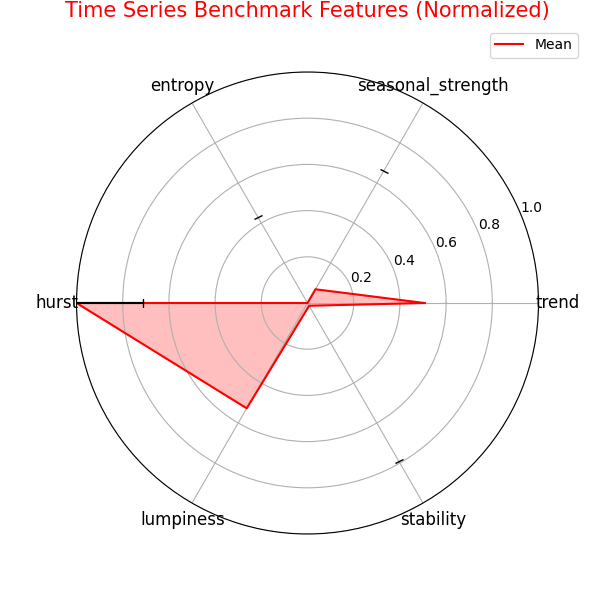 Time Series Benchmark Features (Normalized)
Mean
entropy
seasonal_strength
1.0
0.8
0.6
0.4
0.2
hurst
trend
lumpiness
stability